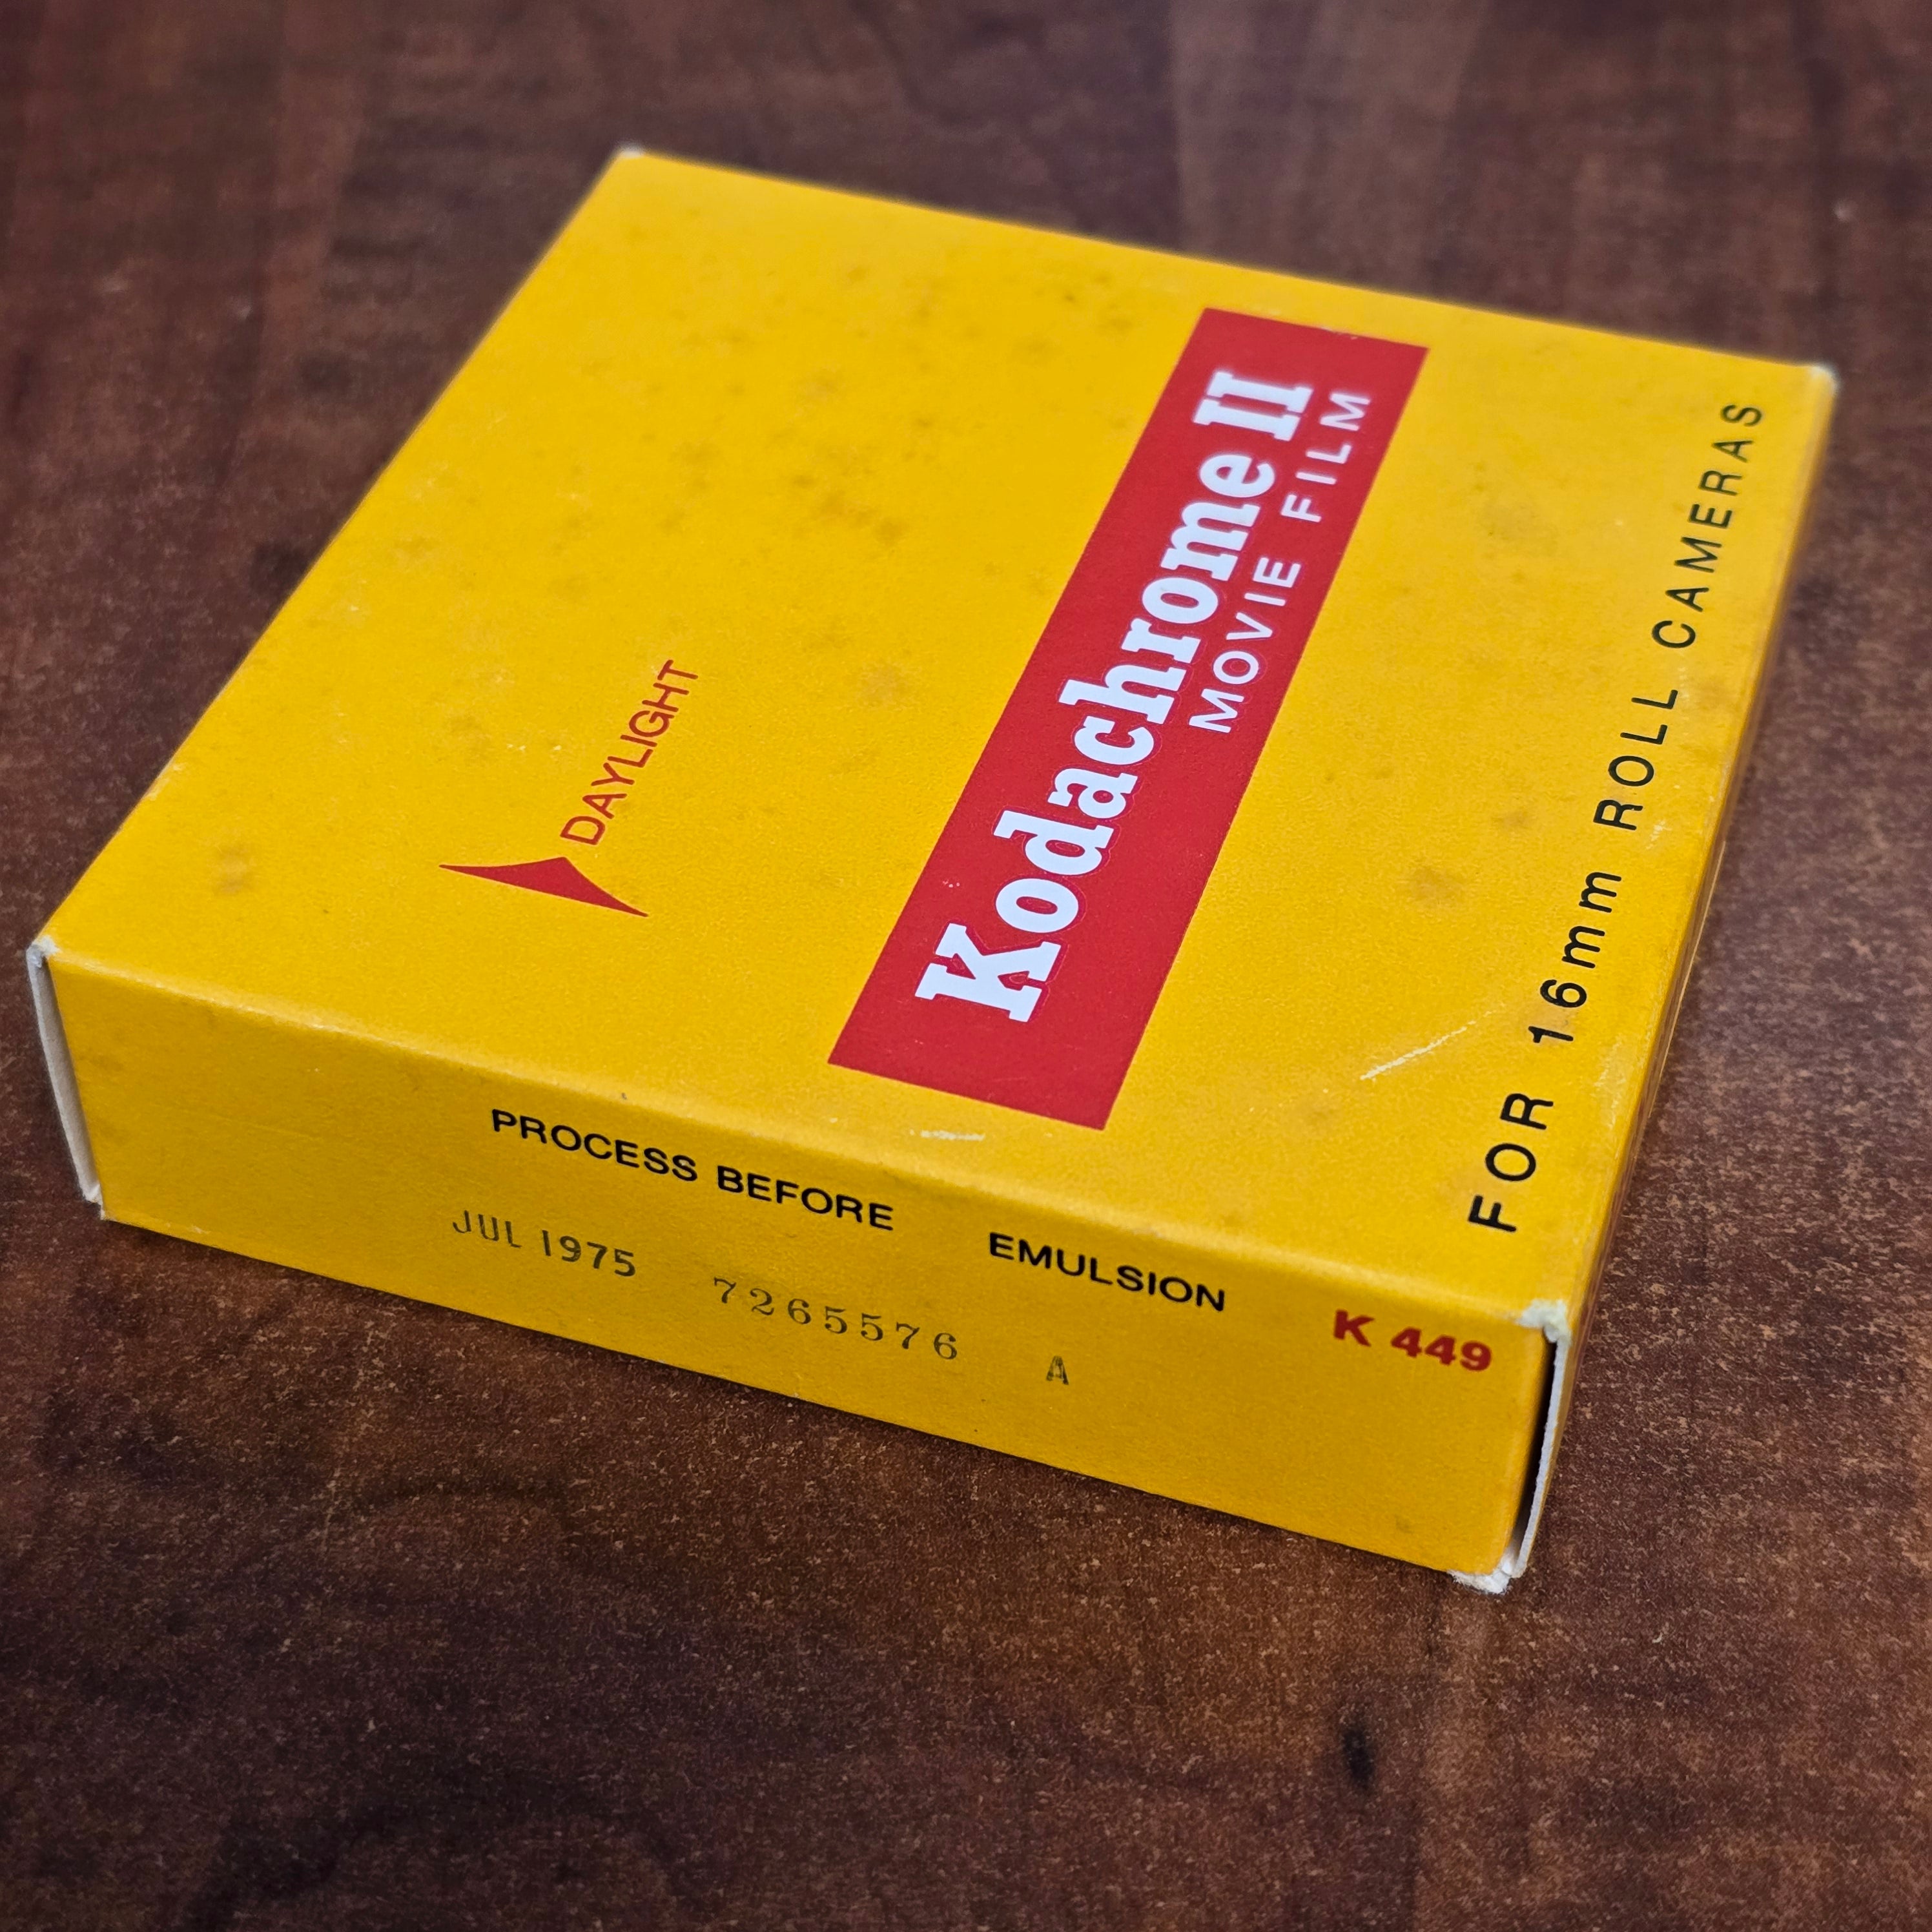 DAYLIGHT
Kodachrome II
MOVIE FILM
FOR 16mm ROLL CAMERAS
PROCESS BEFORE EMULSION K 449
JUL 1975 7265576 A